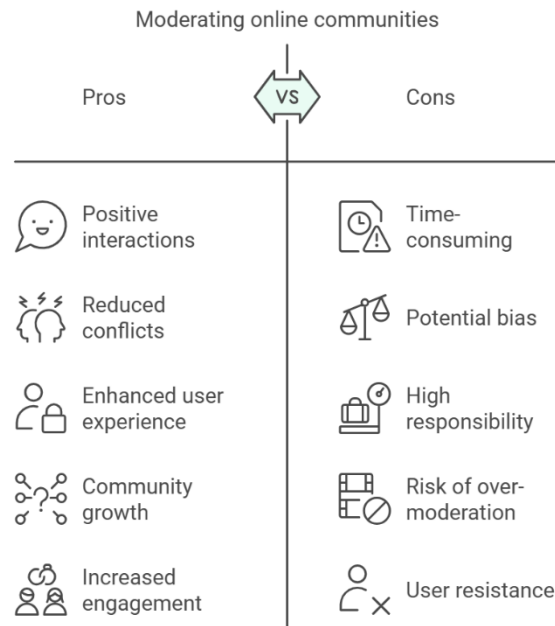 Moderating online communities
Pros
VS
Cons
Positive
interactions
Time-
consuming
Reduced
conflicts
Potential bias
Enhanced user
experience
High
responsibility
Community
growth
Risk of over-
moderation
Increased
engagement
User resistance